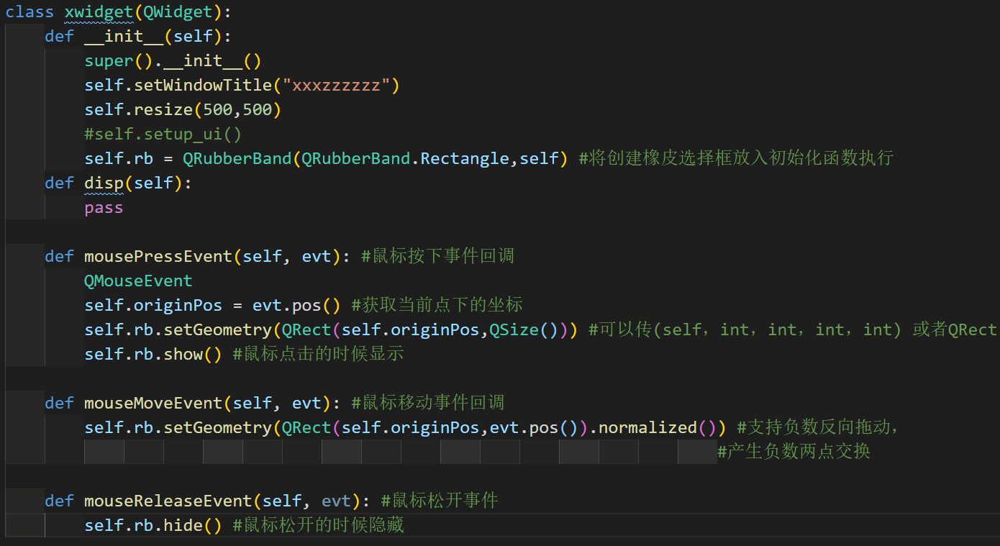 class xwidget(QWidget):
    def __init__(self):
        super().__init__()
        self.setWindowTitle("xxxzzzzzz")
        self.resize(500,500)
        #self.setup_ui()
        self.rb = QRubberBand(QRubberBand.Rectangle,self) #将创建橡皮选择框放入初始化函数执行
    def disp(self):
        pass
    def mousePressEvent(self, evt): #鼠标按下事件回调
        QMouseEvent
        self.originPos = evt.pos() #获取当前点下的坐标
        self.rb.setGeometry(QRect(self.originPos,QSize())) #可以传(self, int, int, int, int) 或者QRect
        self.rb.show() #鼠标点击的时候显示
    def mouseMoveEvent(self, evt): #鼠标移动事件回调
        self.rb.setGeometry(QRect(self.originPos,evt.pos()).normalized()) #支持负数反向拖动,
                                                                        #产生负数两点交换
    def mouseReleaseEvent(self, evt): #鼠标松开事件
        self.rb.hide() #鼠标松开的时候隐藏